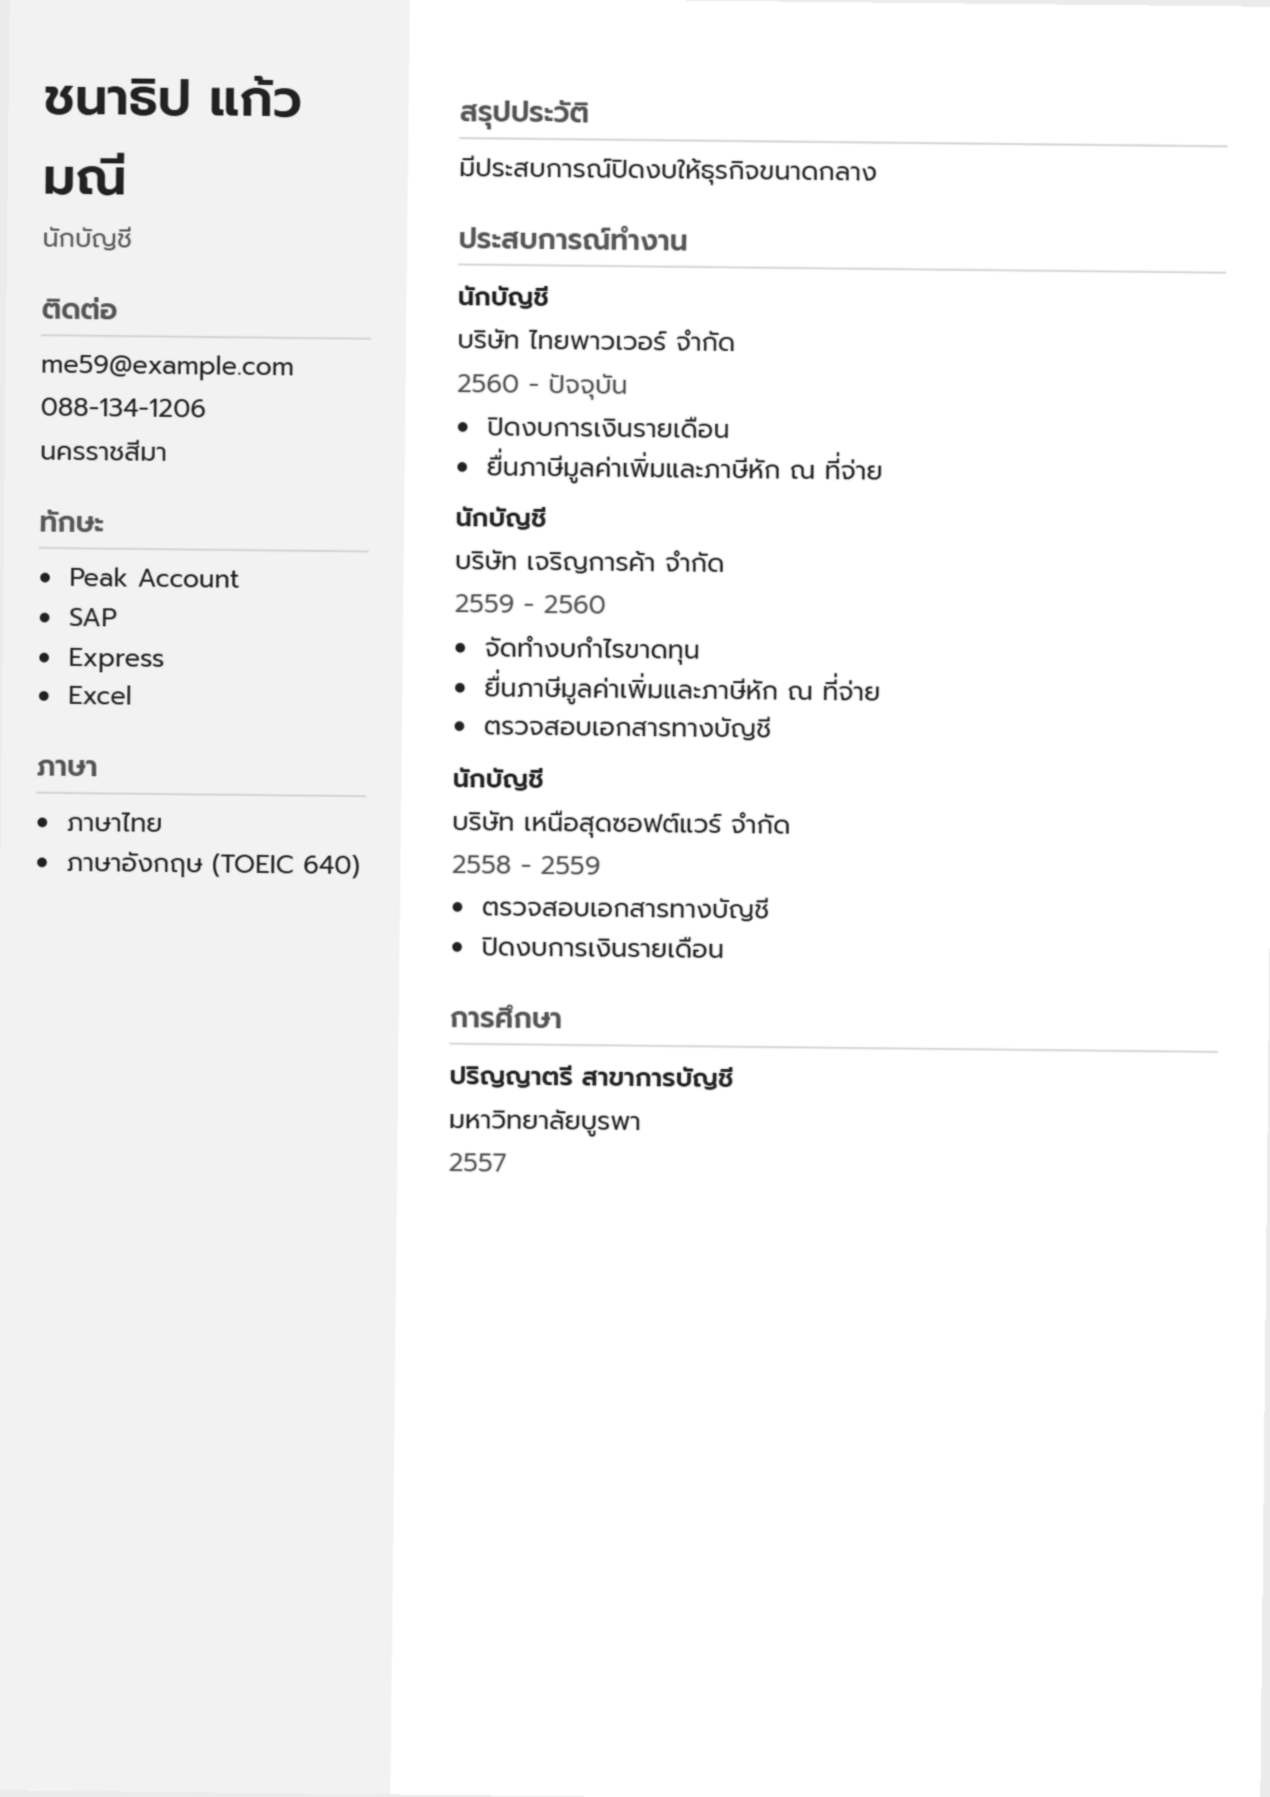 ชนาธิป แก้ว
มณี
นักบัญชี
ติดต่อ
me59@example.com
088-134-1206
นครราชสีมา
ทักษะ
• Peak Account
• SAP
• Express
• Excel
ภาษา
• ภาษาไทย
• ภาษาอังกฤษ (TOEIC 640)
สรุปประวัติ
มีประสบการณ์ปิดงบให้ธุรกิจขนาดกลาง
ประสบการณ์ทำงาน
นักบัญชี
บริษัท ไทยพาวเวอร์ จำกัด
2560 - ปัจจุบัน
• ปิดงบการเงินรายเดือน
• ยื่นภาษีมูลค่าเพิ่มและภาษีหัก ณ ที่จ่าย
นักบัญชี
บริษัท เจริญการค้า จำกัด
2559 - 2560
• จัดทำงบกำไรขาดทุน
• ยื่นภาษีมูลค่าเพิ่มและภาษีหัก ณ ที่จ่าย
• ตรวจสอบเอกสารทางบัญชี
นักบัญชี
บริษัท เหนือสุดซอฟต์แวร์ จำกัด
2558 - 2559
• ตรวจสอบเอกสารทางบัญชี
• ปิดงบการเงินรายเดือน
การศึกษา
ปริญญาตรี สาขาการบัญชี
มหาวิทยาลัยบูรพา
2557